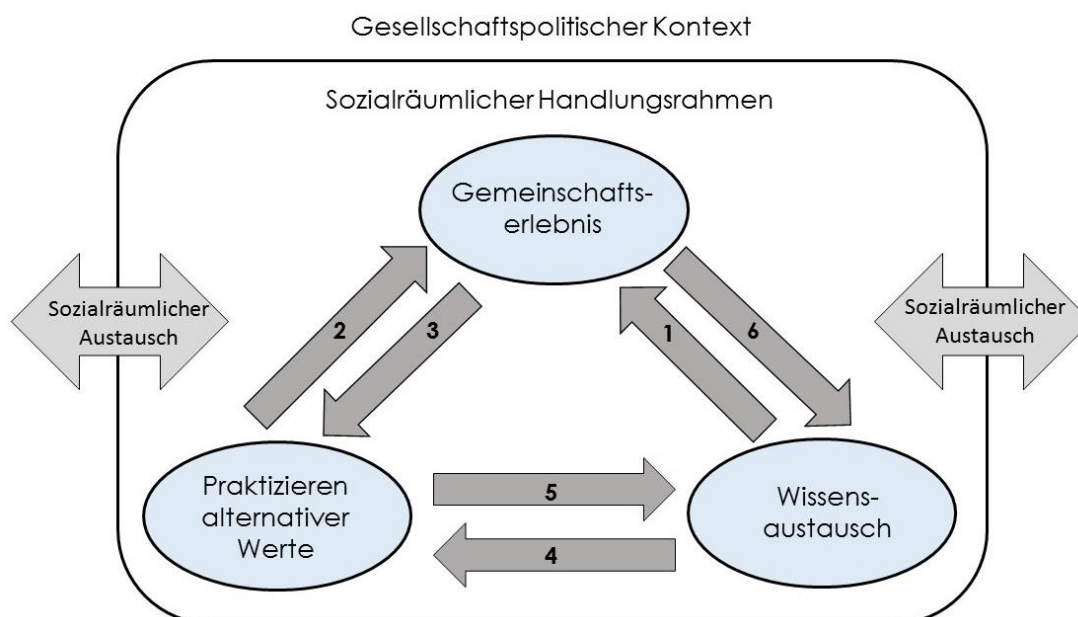 Gesellschaftspolitischer Kontext
Sozialräumlicher Handlungsrahmen
Gemeinschafts-
erlebnis
Sozialräumlicher
Austausch
2
3
1
6
Sozialräumlicher
Austausch
Praktizieren
alternativer
Werte
5
4
Wissens-
austausch